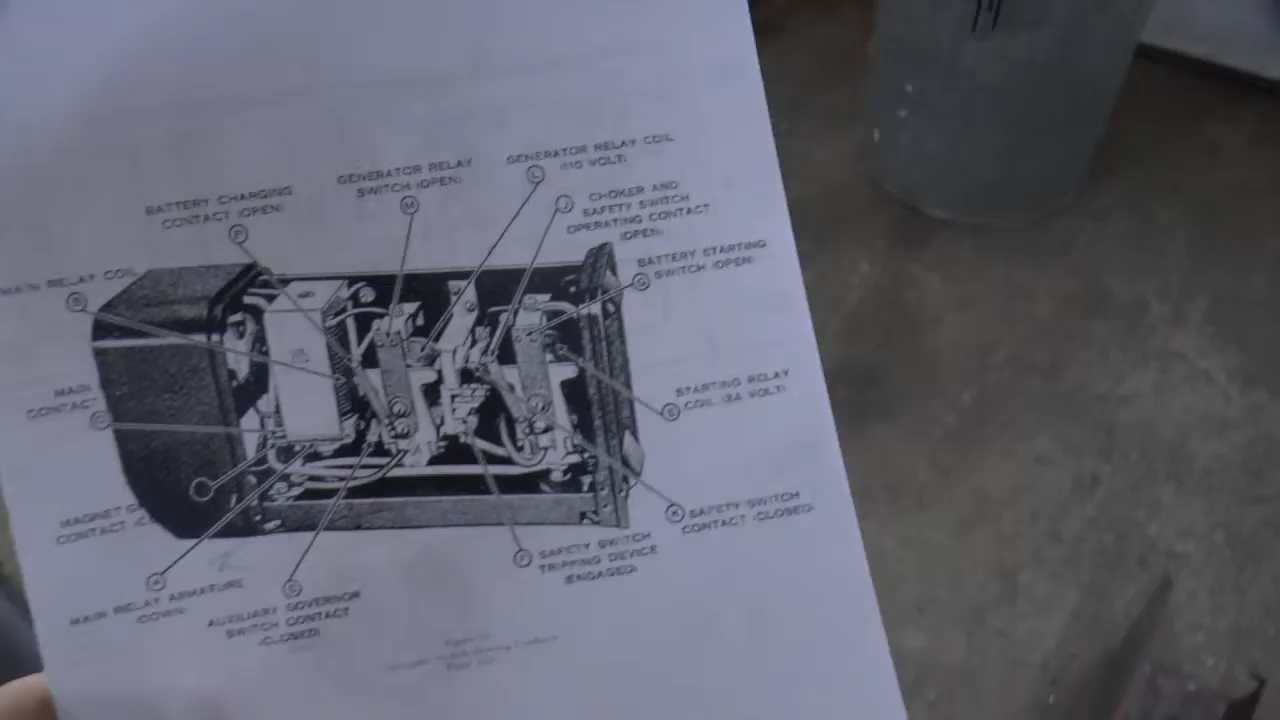 GENERATOR RELAY COIL
(110 VOLT)
L
GENERATOR RELAY
SWITCH (OPEN)
M
CHOKER AND
SAFETY SWITCH
OPERATING CONTACT
(OPEN)
J
BATTERY CHARGING
CONTACT (OPEN)
P
BATTERY STARTING
SWITCH (OPEN)
G
MAIN RELAY COIL
B
MAIN
CONTACT
C
STARTING RELAY
COIL (24 VOLT)
E
SAFETY SWITCH
CONTACT (CLOSED)
K
MAGNET
CONTACT
SAFETY SWITCH
TRIPPING DEVICE
(ENGAGED)
F
MAIN RELAY ARMATURE
(DOWN)
A
AUXILIARY GOVERNOR
SWITCH CONTACT
(CLOSED)